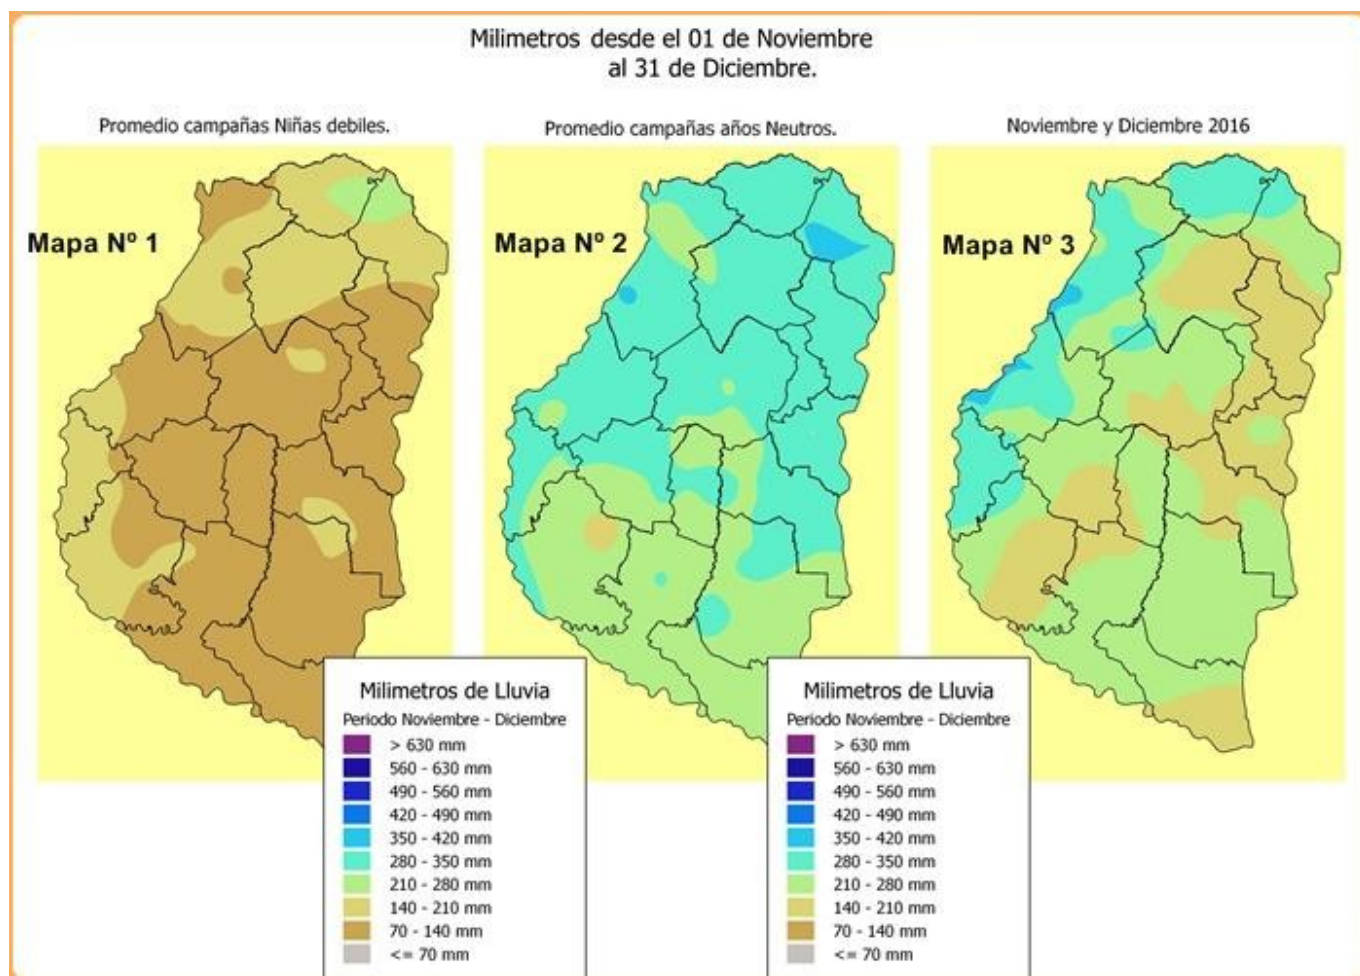 Milimetros desde el 01 de Noviembre
al 31 de Diciembre.
Promedio campañas Niñas debiles.
Promedio campañas años Neutros.
Noviembre y Diciembre 2016
Mapa Nº 1
Mapa Nº 2
Mapa Nº 3
Milimetros de Lluvia
Periodo Noviembre - Diciembre
> 630 mm
560 - 630 mm
490 - 560 mm
420 - 490 mm
350 - 420 mm
280 - 350 mm
210 - 280 mm
140 - 210 mm
70 - 140 mm
<= 70 mm
Milimetros de Lluvia
Periodo Noviembre - Diciembre
> 630 mm
560 - 630 mm
490 - 560 mm
420 - 490 mm
350 - 420 mm
280 - 350 mm
210 - 280 mm
140 - 210 mm
70 - 140 mm
<= 70 mm